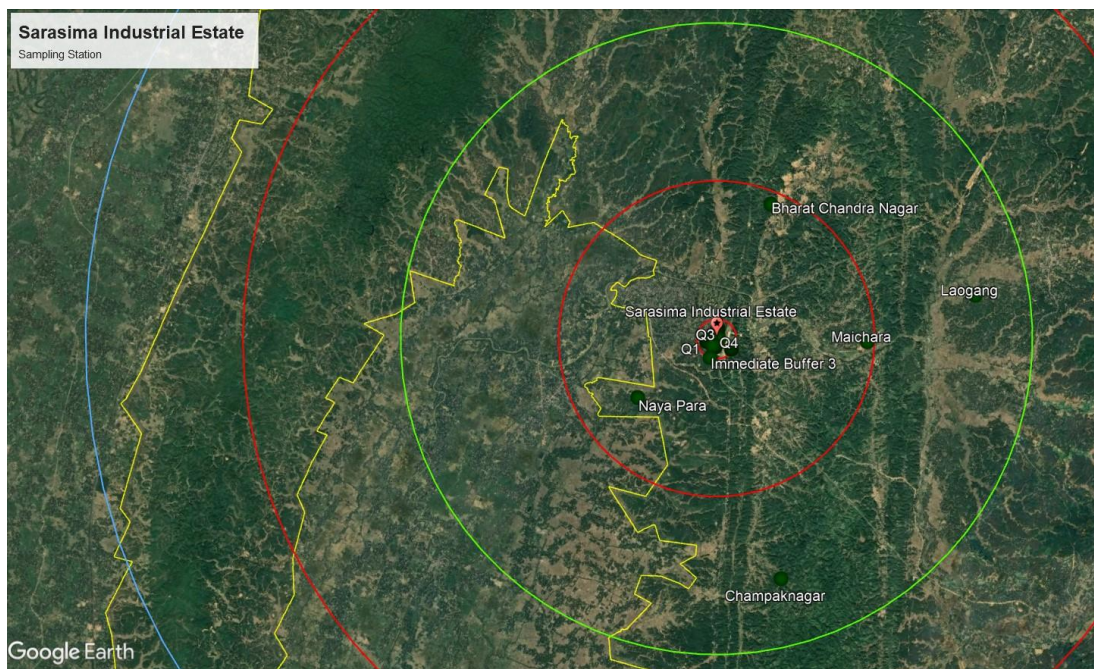 Sarasima Industrial Estate
Sampling Station
Bharat Chandra Nagar
Laogang
Sarasima Industrial Estate
Q3
Q4
Maichara
Q1
Immediate Buffer 3
Naya Para
Champaknagar
Google Earth